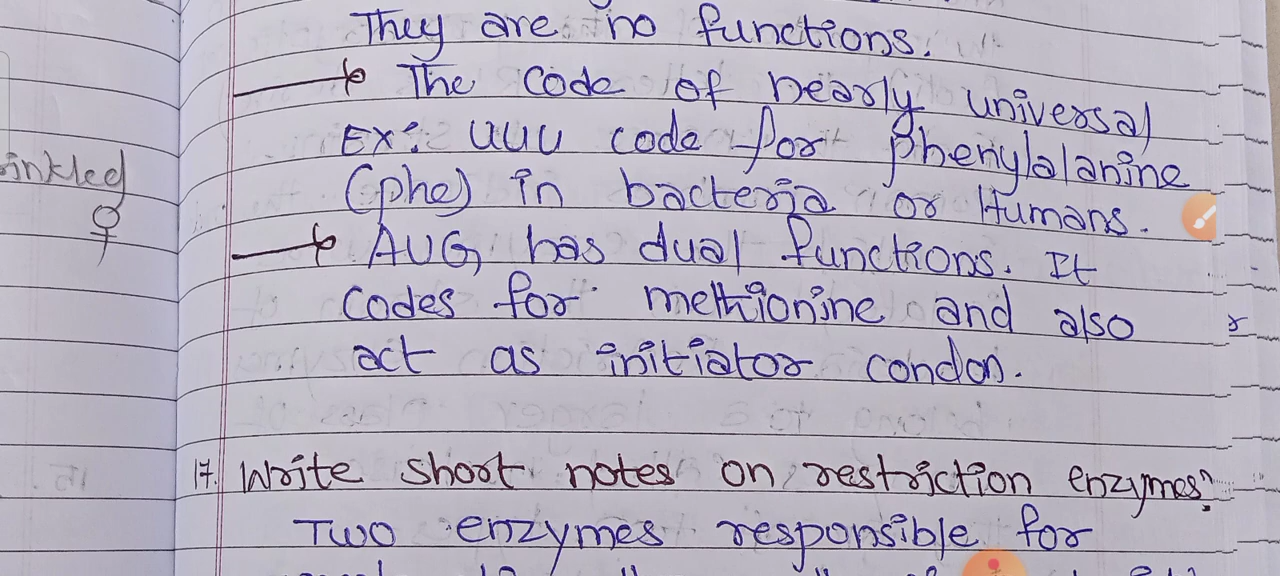 They are no functions.
The code of nearly universal
Ex: UUU code for phenylalanine
(phe) in bacteria or Humans.
AUG has dual functions. It
codes for methionine and also
act as initiator condon.
inkled
17. Write short notes on restriction enzymes?
Two enzymes responsible for